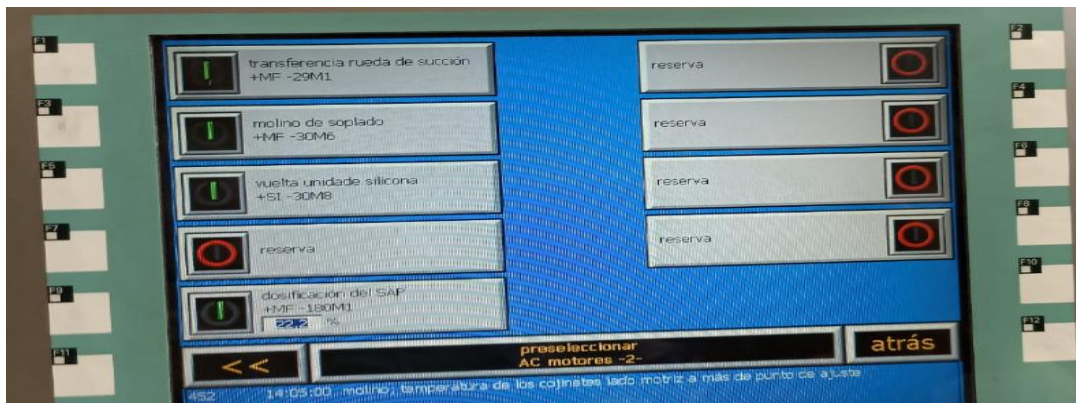 F1
transferencia rueda de succión
+MF -29M1
reserva
F2
F3
molino de soplado
+MF -30M6
reserva
F4
F5
vuelta unidade silicona
+SI -30M8
reserva
F6
F7
reserva
reserva
F8
F9
dosificación del SAP
+MF -180M1
22.2 %
F10
F11
<<
preseleccionar
AC motores -2-
atrás
F12
452 14:05:00 molino, temperatura de los cojinetes lado motriz a más de punto de ajuste